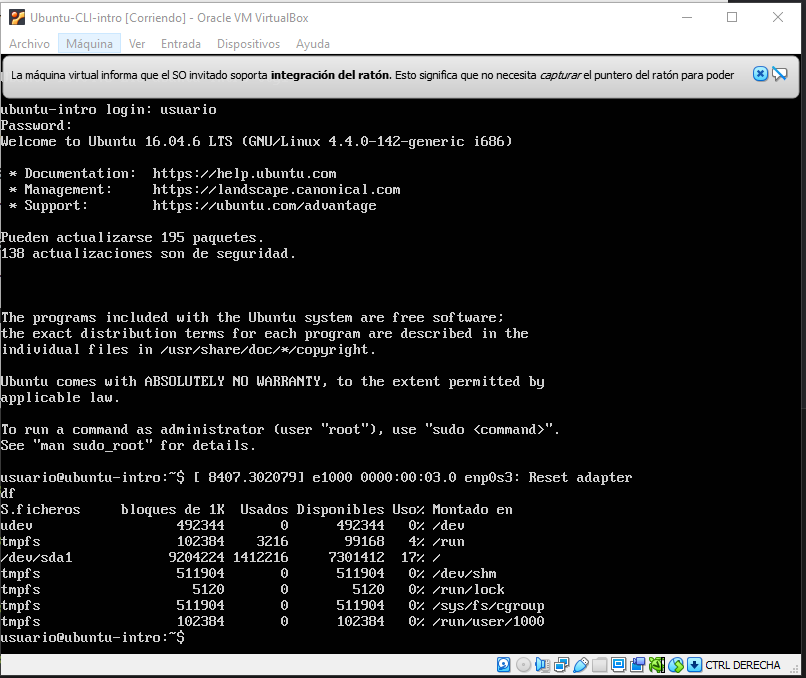 Ubuntu-CLI-intro [Corriendo] - Oracle VM VirtualBox
Archivo Máquina Ver Entrada Dispositivos Ayuda
La máquina virtual informa que el SO invitado soporta integración del ratón. Esto significa que no necesita capturar el puntero del ratón para poder
ubuntu-intro login: usuario
Password:
Welcome to Ubuntu 16.04.6 LTS (GNU/Linux 4.4.0-142-generic i686)
* Documentation: https://help.ubuntu.com
* Management: https://landscape.canonical.com
* Support: https://ubuntu.com/advantage
Pueden actualizarse 195 paquetes.
138 actualizaciones son de seguridad.
The programs included with the Ubuntu system are free software;
the exact distribution terms for each program are described in the
individual files in /usr/share/doc/*/copyright.
Ubuntu comes with ABSOLUTELY NO WARRANTY, to the extent permitted by
applicable law.
To run a command as administrator (user "root"), use "sudo <command>".
See "man sudo_root" for details.
usuario@ubuntu-intro:~$ [ 8407.302079] e1000 0000:00:03.0 enp0s3: Reset adapter
df
S.ficheros bloques de 1K Usados Disponibles Uso% Montado en
udev 492344 0 492344 0% /dev
tmpfs 102384 3216 99168 4% /run
/dev/sda1 9204224 1412216 7301412 17% /
tmpfs 511904 0 511904 0% /dev/shm
tmpfs 5120 0 5120 0% /run/lock
tmpfs 511904 0 511904 0% /sys/fs/cgroup
tmpfs 102384 0 102384 0% /run/user/1000
usuario@ubuntu-intro:~$
CTRL DERECHA